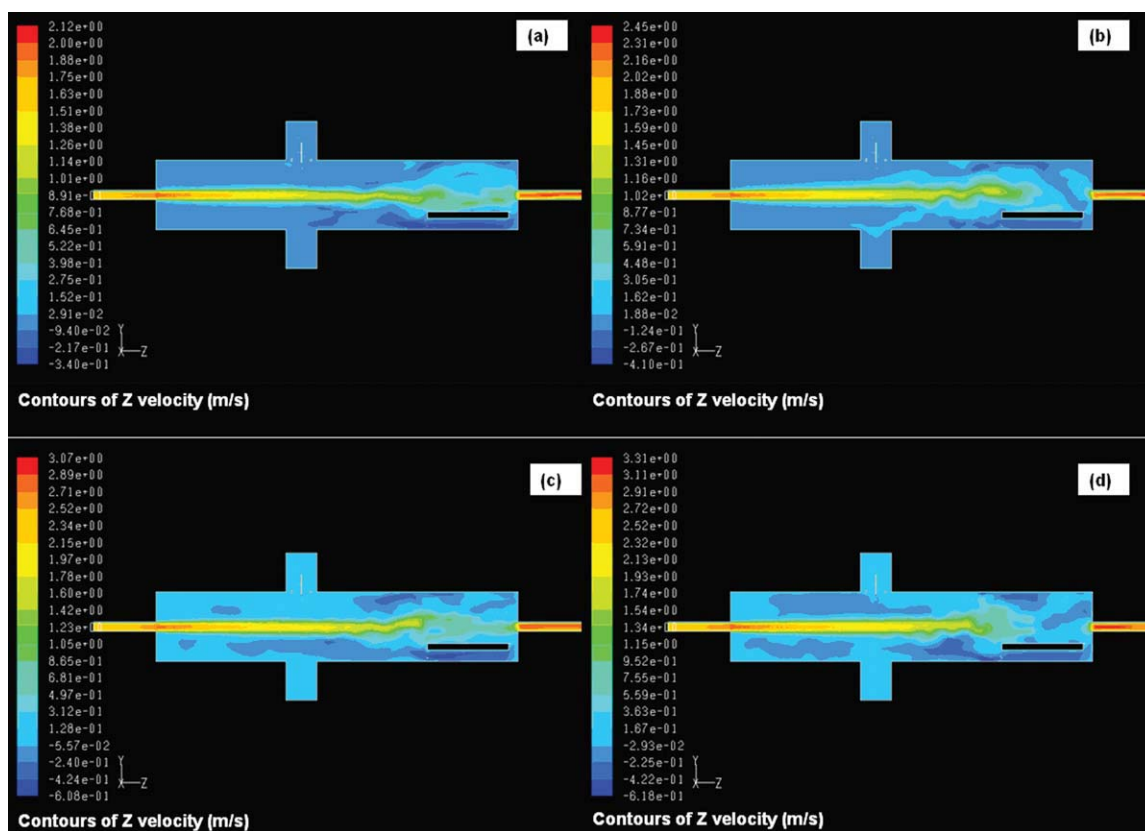 (a)
2.12e+00
2.00e+00
1.88e+00
1.75e+00
1.63e+00
1.51e+00
1.38e+00
1.26e+00
1.14e+00
1.01e+00
8.91e-01
7.68e-01
6.45e-01
5.22e-01
3.98e-01
2.75e-01
1.52e-01
2.91e-02
-9.40e-02
-2.17e-01
-3.40e-01
Y
X Z
Contours of Z velocity (m/s)
(b)
2.45e+00
2.31e+00
2.16e+00
2.02e+00
1.88e+00
1.73e+00
1.59e+00
1.45e+00
1.31e+00
1.16e+00
1.02e+00
8.77e-01
7.34e-01
5.91e-01
4.48e-01
3.05e-01
1.62e-01
1.88e-02
-1.24e-01
-2.67e-01
-4.10e-01
Y
X Z
Contours of Z velocity (m/s)
(c)
3.07e+00
2.89e+00
2.71e+00
2.52e+00
2.34e+00
2.15e+00
1.97e+00
1.78e+00
1.60e+00
1.42e+00
1.23e+00
1.05e+00
8.65e-01
6.81e-01
4.97e-01
3.12e-01
1.28e-01
-5.57e-02
-2.40e-01
-4.24e-01
-6.08e-01
Y
X Z
Contours of Z velocity (m/s)
(d)
3.31e+00
3.11e+00
2.91e+00
2.72e+00
2.52e+00
2.32e+00
2.13e+00
1.93e+00
1.74e+00
1.54e+00
1.34e+00
1.15e+00
9.52e-01
7.55e-01
5.59e-01
3.63e-01
1.67e-01
-2.93e-02
-2.25e-01
-4.22e-01
-6.18e-01
Y
X Z
Contours of Z velocity (m/s)